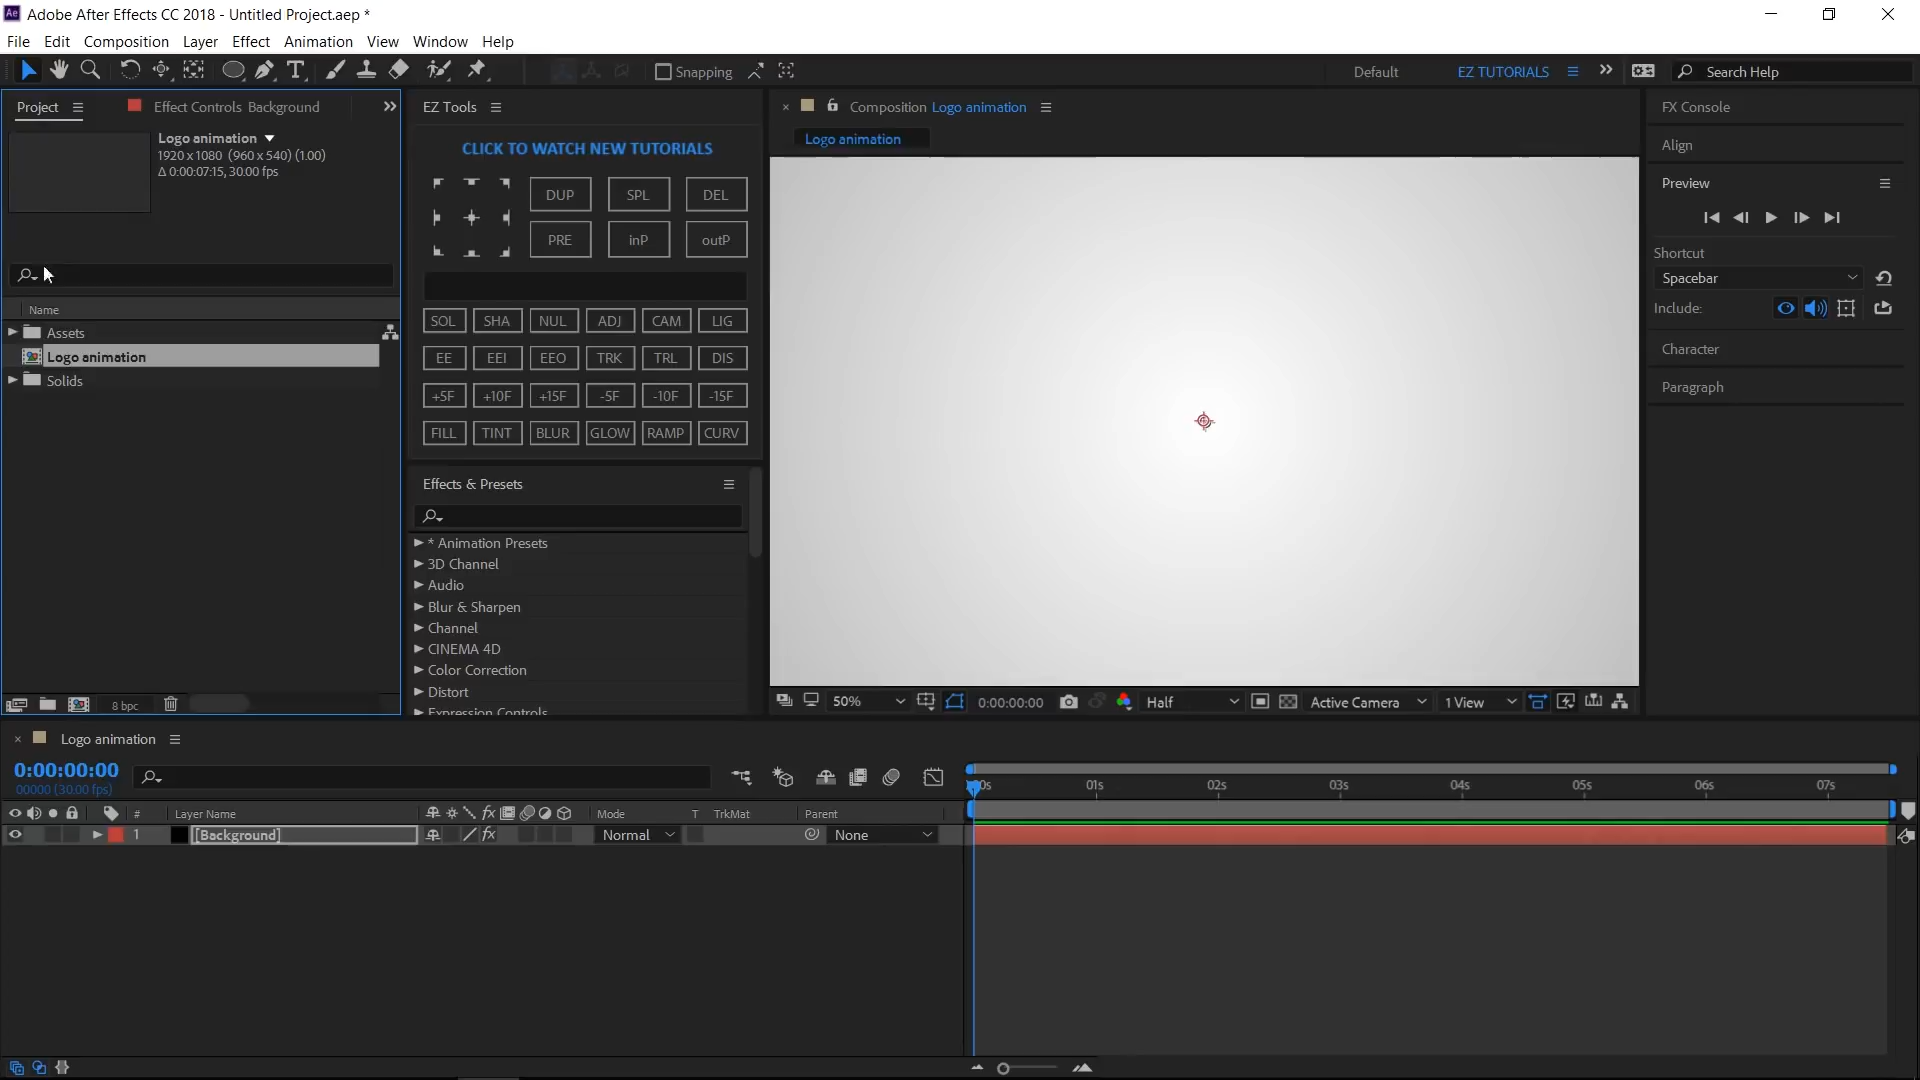 Adobe After Effects CC 2018 - Untitled Project.aep *
File Edit Composition Layer Effect Animation View Window Help
Snapping Default EZ TUTORIALS Search Help
Project Effect Controls Background
Logo animation
1920 x 1080 (960 x 540) (1.00)
Δ 0:00:07:15, 30.00 fps
Name
Assets
Logo animation
Solids
8 bpc
EZ Tools
CLICK TO WATCH NEW TUTORIALS
DUP SPL DEL
PRE inP outP
SOL SHA NUL ADJ CAM LIG
EE EEI EEO TRK TRL DIS
+5F +10F +15F -5F -10F -15F
FILL TINT BLUR GLOW RAMP CURV
Effects & Presets
* Animation Presets
3D Channel
Audio
Blur & Sharpen
Channel
CINEMA 4D
Color Correction
Distort
Expression Controls
Composition Logo animation
Logo animation
50% 0:00:00:00 Half Active Camera 1 View
FX Console
Align
Preview
Shortcut
Spacebar
Include:
Character
Paragraph
Logo animation
0:00:00:00
00000 (30.00 fps)
# Layer Name fx Mode T TrkMat Parent
1 [Background] fx Normal None
0s 01s 02s 03s 04s 05s 06s 07s